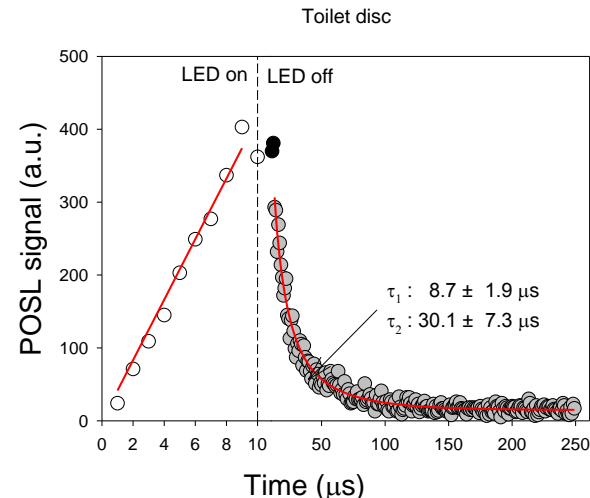 Toilet disc
500
LED on
LED off
400
300
200
100
0
POSL signal (a.u.)
τ1 : 8.7 ± 1.9 μs
τ2 : 30.1 ± 7.3 μs
0 2 4 6 8 10 50 100 150 200 250
Time (μs)